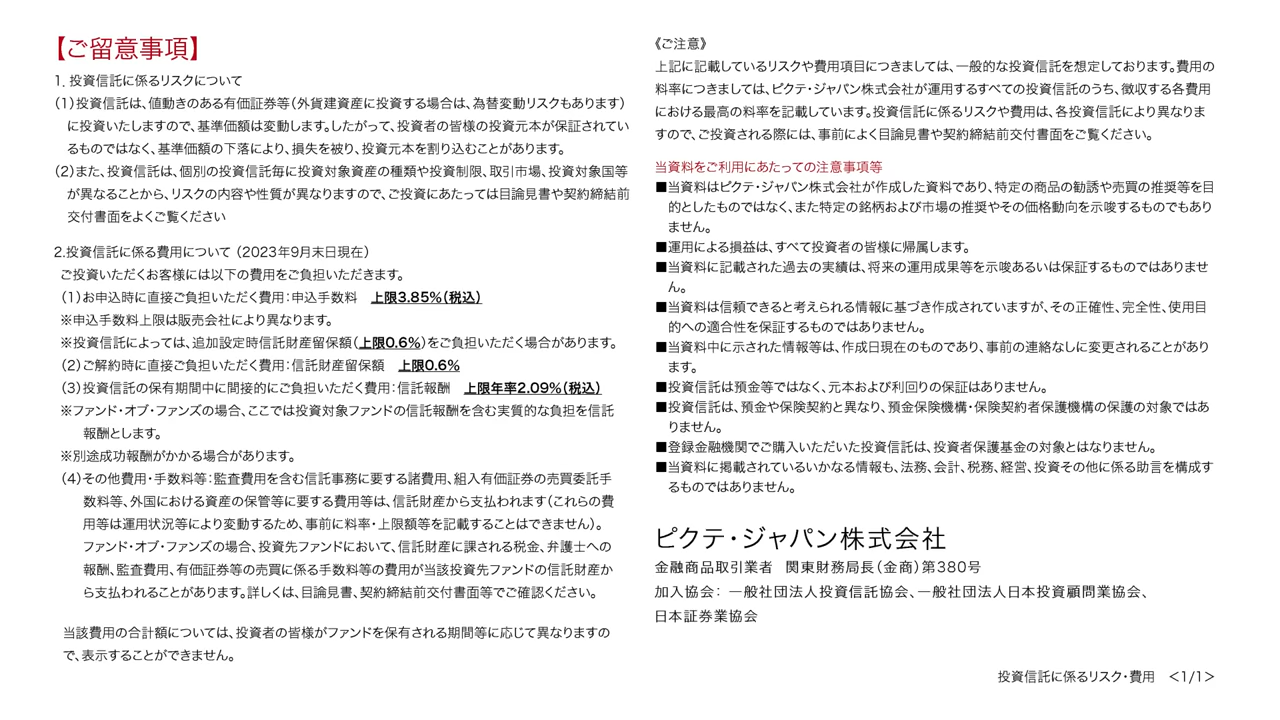 【ご留意事項】
1. 投資信託に係るリスクについて
(1)投資信託は、値動きのある有価証券等(外貨建資産に投資する場合は、為替変動リスクもあります)
に投資いたしますので、基準価額は変動します。したがって、投資者の皆様の投資元本が保証されてい
るものではなく、基準価額の下落により、損失を被り、投資元本を割り込むことがあります。
(2)また、投資信託は、個別の投資信託毎に投資対象資産の種類や投資制限、取引市場、投資対象国等
が異なることから、リスクの内容や性質が異なりますので、ご投資にあたっては目論見書や契約締結前
交付書面をよくご覧ください
2.投資信託に係る費用について(2023年9月末日現在)
ご投資いただくお客様には以下の費用をご負担いただきます。
(1)お申込時に直接ご負担いただく費用:申込手数料 上限3.85%(税込)
※申込手数料上限は販売会社により異なります。
※投資信託によっては、追加設定時信託財産留保額(上限0.6%)をご負担いただく場合があります。
(2)ご解約時に直接ご負担いただく費用:信託財産留保額 上限0.6%
(3)投資信託の保有期間中に間接的にご負担いただく費用:信託報酬 上限年率2.09%(税込)
※ファンド・オブ・ファンズの場合、ここでは投資対象ファンドの信託報酬を含む実質的な負担を信託
報酬とします。
※別途成功報酬がかかる場合があります。
(4)その他費用・手数料等:監査費用を含む信託事務に要する諸費用、組入有価証券の売買委託手
数料等、外国における資産の保管等に要する費用等は、信託財産から支払われます(これらの費
用等は運用状況等により変動するため、事前に料率・上限額等を記載することはできません)。
ファンド・オブ・ファンズの場合、投資先ファンドにおいて、信託財産に課される税金、弁護士への
報酬、監査費用、有価証券等の売買に係る手数料等の費用が当該投資先ファンドの信託財産か
ら支払われることがあります。詳しくは、目論見書、契約締結前交付書面等でご確認ください。
当該費用の合計額については、投資者の皆様がファンドを保有される期間等に応じて異なりますの
で、表示することができません。
《ご注意》
上記に記載しているリスクや費用項目につきましては、一般的な投資信託を想定しております。費用の
料率につきましては、ピクテ・ジャパン株式会社が運用するすべての投資信託のうち、徴収する各費用
における最高の料率を記載しています。投資信託に係るリスクや費用は、各投資信託により異なりま
すので、ご投資される際には、事前によく目論見書や契約締結前交付書面をご覧ください。
当資料をご利用にあたっての注意事項等
■当資料はピクテ・ジャパン株式会社が作成した資料であり、特定の商品の勧誘や売買の推奨等を目
的としたものではなく、また特定の銘柄および市場の推奨やその価格動向を示唆するものでもあり
ません。
■運用による損益は、すべて投資者の皆様に帰属します。
■当資料に記載された過去の実績は、将来の運用成果等を示唆あるいは保証するものではありませ
ん。
■当資料は信頼できると考えられる情報に基づき作成されていますが、その正確性、完全性、使用目
的への適合性を保証するものではありません。
■当資料中に示された情報等は、作成日現在のものであり、事前の連絡なしに変更されることがあり
ます。
■投資信託は預金等ではなく、元本および利回りの保証はありません。
■投資信託は、預金や保険契約と異なり、預金保険機構・保険契約者保護機構の保護の対象ではあ
りません。
■登録金融機関でご購入いただいた投資信託は、投資者保護基金の対象とはなりません。
■当資料に掲載されているいかなる情報も、法務、会計、税務、経営、投資その他に係る助言を構成す
るものではありません。
ピクテ・ジャパン株式会社
金融商品取引業者 関東財務局長(金商)第380号
加入協会: 一般社団法人投資信託協会、一般社団法人日本投資顧問業協会、
日本証券業協会
投資信託に係るリスク・費用 <1/1>